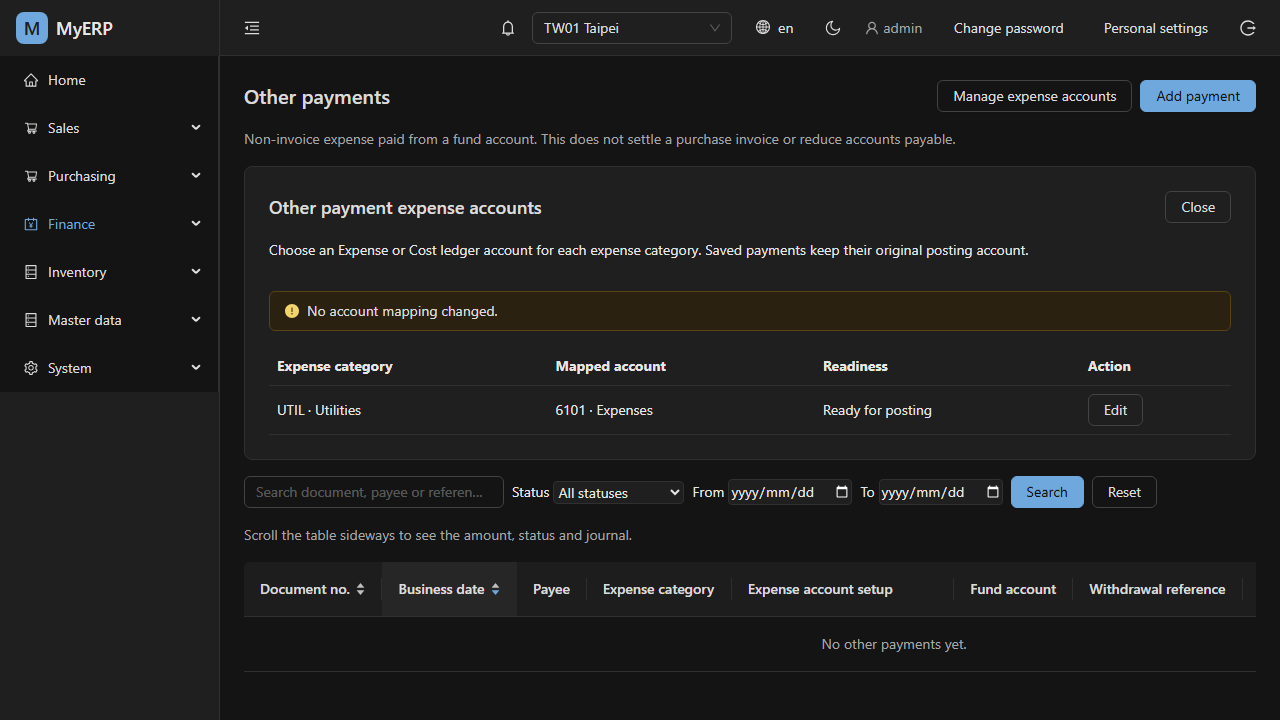 M MyERP
TW01 Taipei
en
admin
Change password
Personal settings
Home
Sales
Purchasing
Finance
Inventory
Master data
System
Other payments
Manage expense accounts
Add payment
Non-invoice expense paid from a fund account. This does not settle a purchase invoice or reduce accounts payable.
Other payment expense accounts
Close
Choose an Expense or Cost ledger account for each expense category. Saved payments keep their original posting account.
No account mapping changed.
Expense category Mapped account Readiness Action
UTIL · Utilities 6101 · Expenses Ready for posting Edit
Search document, payee or referen... Status All statuses From yyyy/mm/dd To yyyy/mm/dd Search Reset
Scroll the table sideways to see the amount, status and journal.
Document no. Business date Payee Expense category Expense account setup Fund account Withdrawal reference
No other payments yet.